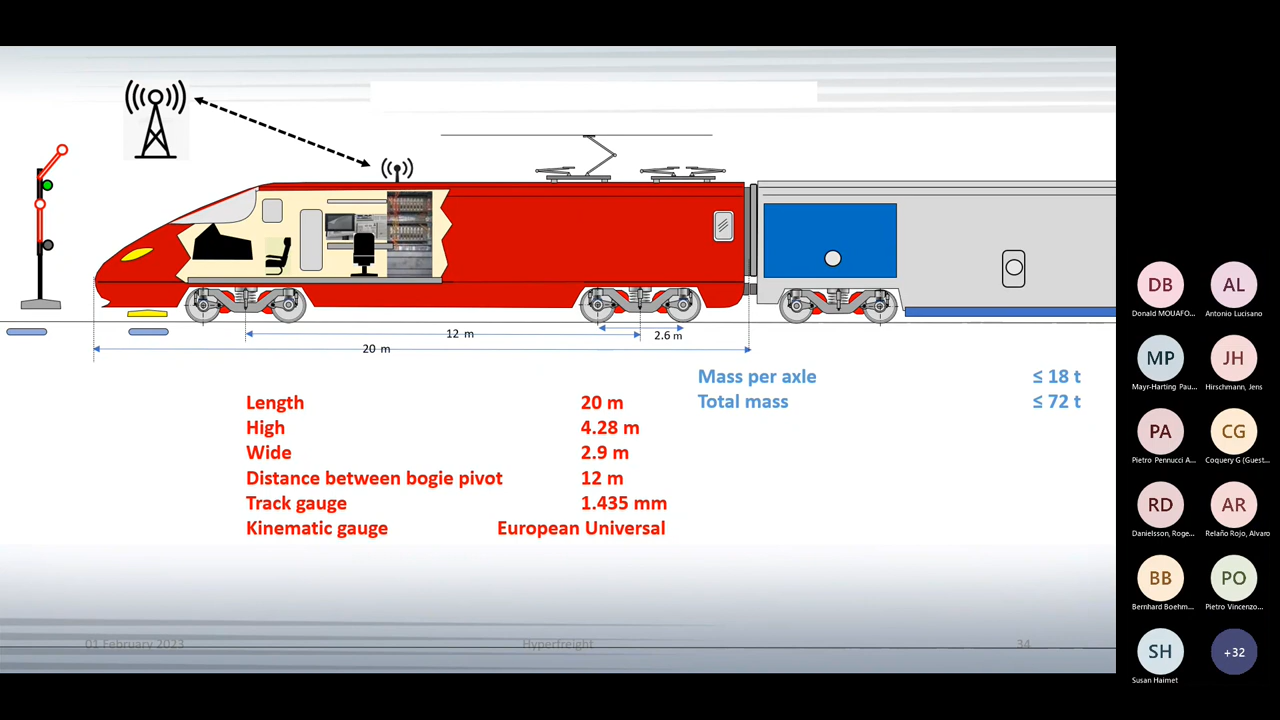 12 m
2.6 m
20 m
Mass per axle ≤ 18 t
Total mass ≤ 72 t
Length 20 m
High 4.28 m
Wide 2.9 m
Distance between bogie pivot 12 m
Track gauge 1.435 mm
Kinematic gauge European Universal
01 February 2023 Hyperfreight 34
DB AL
Donald MOUAFO... Antonio Lucisano
MP JH
Mayr-Harting Pau... Hirschmann, Jens
PA CG
Pietro Pennucci A... Coquery G (Guest...
RD AR
Danielsson, Roge... Relaño Rojo, Alvaro
BB PO
Bernhard Boehm... Pietro Vincenzo...
SH +32
Susan Haimet